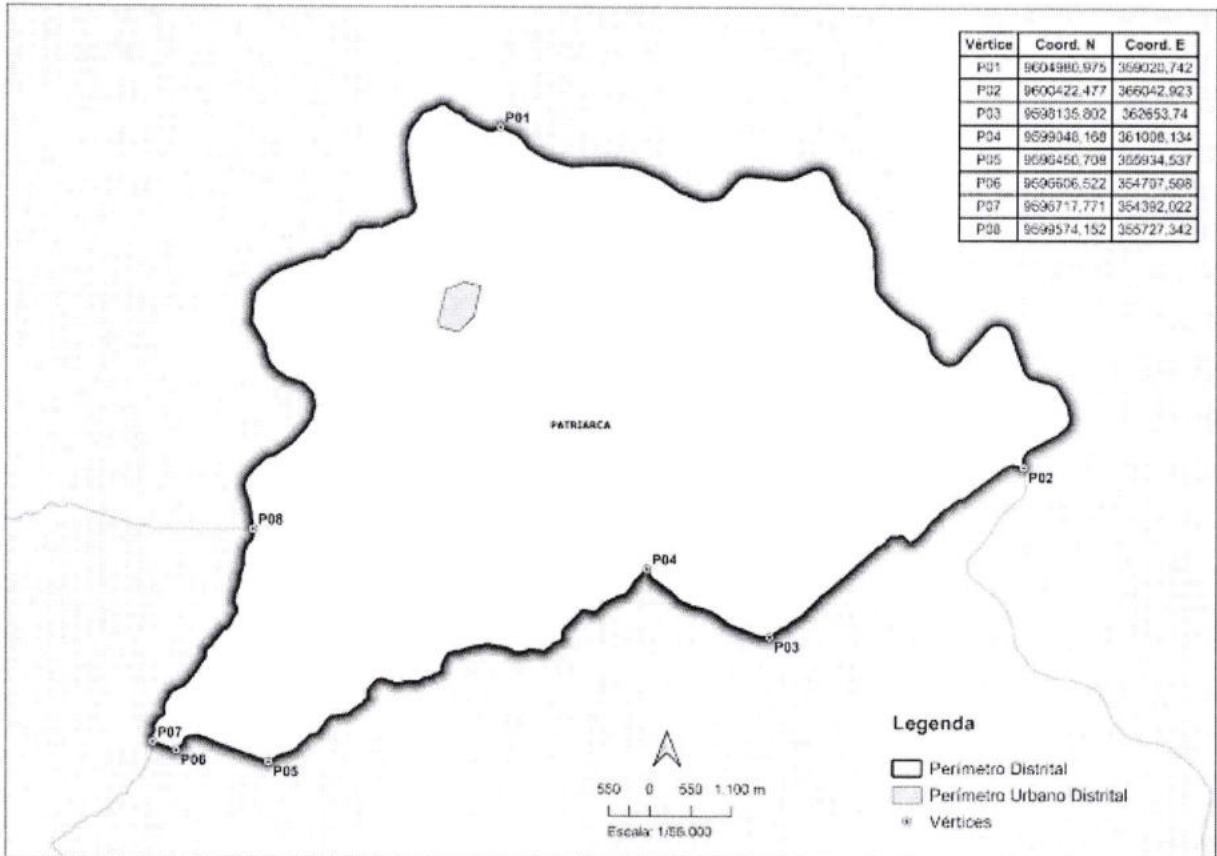 Vértice Coord. N Coord. E
P01 9604980,975 359020,742
P02 9600422,477 366042,923
P03 9598135,802 362653,74
P04 9599048,168 361008,134
P05 9596450,708 355934,537
P06 9596606,522 354707,598
P07 9596717,771 354392,022
P08 9599574,152 355727,342
P01
PATRIARCA
P02
P08
P04
P03
P07
P06
P05
550 0 550 1.100 m
Escala: 1/55.000
Legenda
Perímetro Distrital
Perímetro Urbano Distrital
Vértices